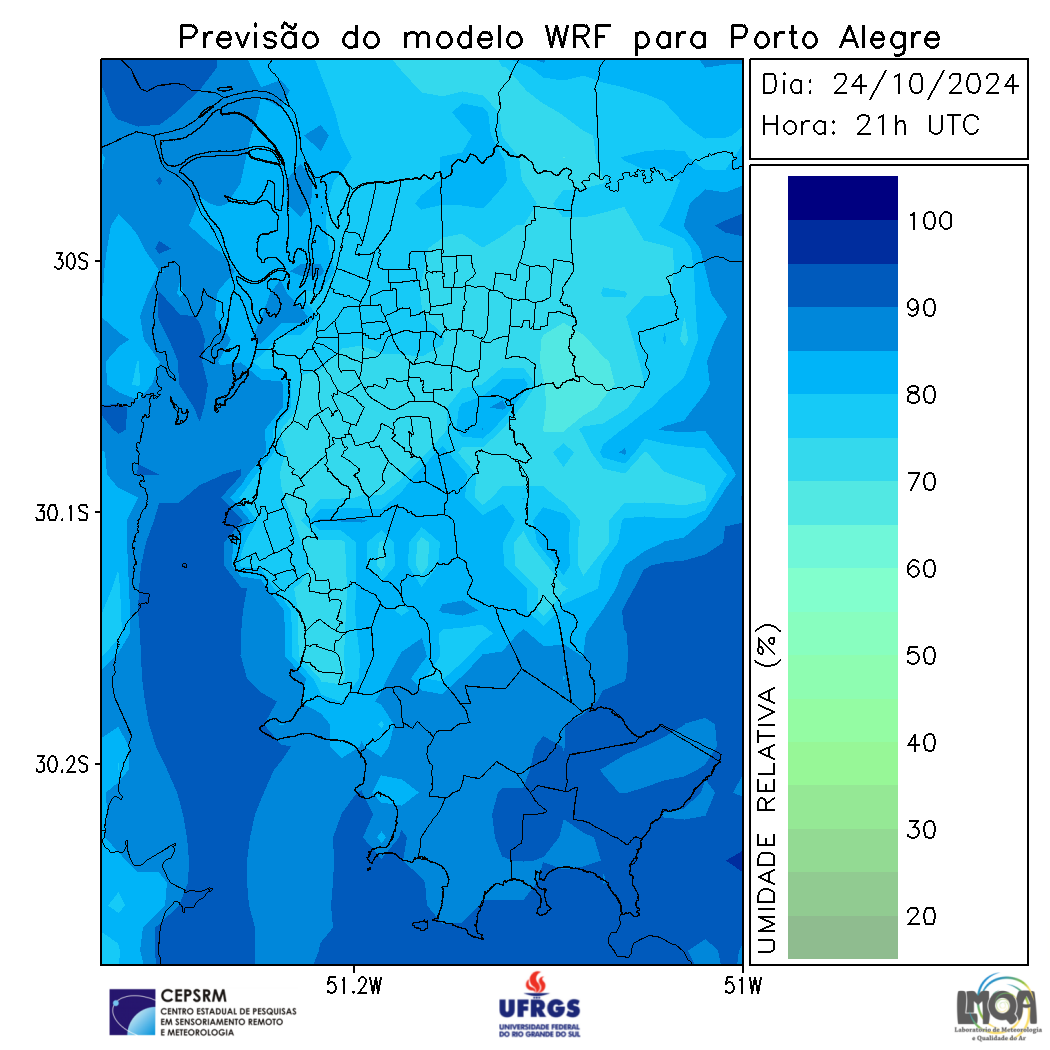 Previsão do modelo WRF para Porto Alegre
Dia: 24/10/2024
Hora: 21h UTC
100
90
80
70
60
50
40
30
20
UMIDADE RELATIVA (%)
30S
30.1S
30.2S
51.2W
51W
CEPSRM
CENTRO ESTADUAL DE PESQUISAS
EM SENSORIAMENTO REMOTO
E METEOROLOGIA
UFRGS
UNIVERSIDADE FEDERAL
DO RIO GRANDE DO SUL
LMQA
Laboratório de Meteorologia
e Qualidade do Ar